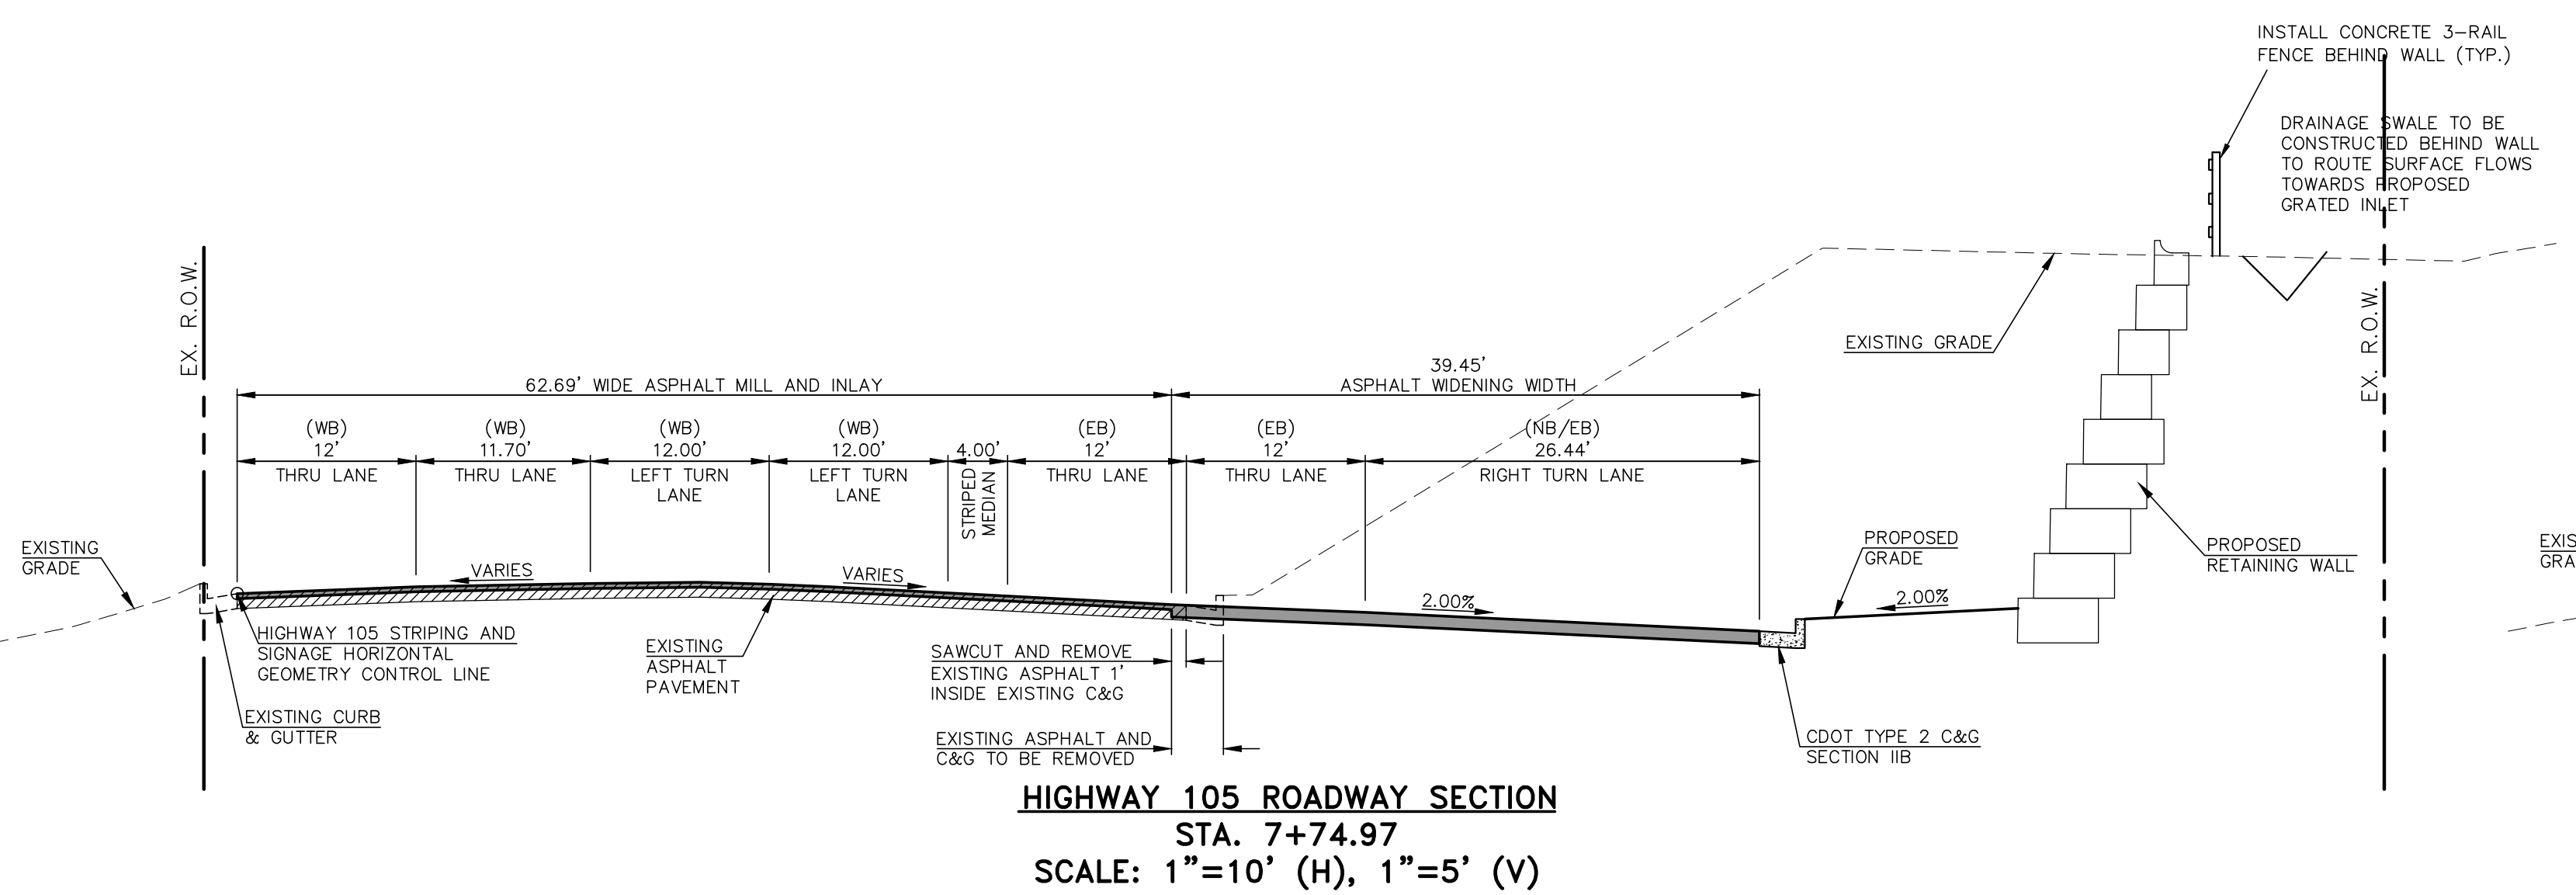 INSTALL CONCRETE 3-RAIL
FENCE BEHIND WALL (TYP.)
DRAINAGE SWALE TO BE
CONSTRUCTED BEHIND WALL
TO ROUTE SURFACE FLOWS
TOWARDS PROPOSED
GRATED INLET
EX. R.O.W.
EX. R.O.W.
EXISTING GRADE
62.69' WIDE ASPHALT MILL AND INLAY
39.45'
ASPHALT WIDENING WIDTH
(WB)
12'
THRU LANE
(WB)
11.70'
THRU LANE
(WB)
12.00'
LEFT TURN
LANE
(WB)
12.00'
LEFT TURN
LANE
4.00'
STRIPED
MEDIAN
(EB)
12'
THRU LANE
(EB)
12'
THRU LANE
(NB/EB)
26.44'
RIGHT TURN LANE
EXISTING
GRADE
VARIES
VARIES
2.00%
2.00%
PROPOSED
GRADE
PROPOSED
RETAINING WALL
EXIS
GRA
HIGHWAY 105 STRIPING AND
SIGNAGE HORIZONTAL
GEOMETRY CONTROL LINE
EXISTING
ASPHALT
PAVEMENT
SAWCUT AND REMOVE
EXISTING ASPHALT 1'
INSIDE EXISTING C&G
EXISTING CURB
& GUTTER
EXISTING ASPHALT AND
C&G TO BE REMOVED
CDOT TYPE 2 C&G
SECTION IIB
HIGHWAY 105 ROADWAY SECTION
STA. 7+74.97
SCALE: 1"=10' (H), 1"=5' (V)